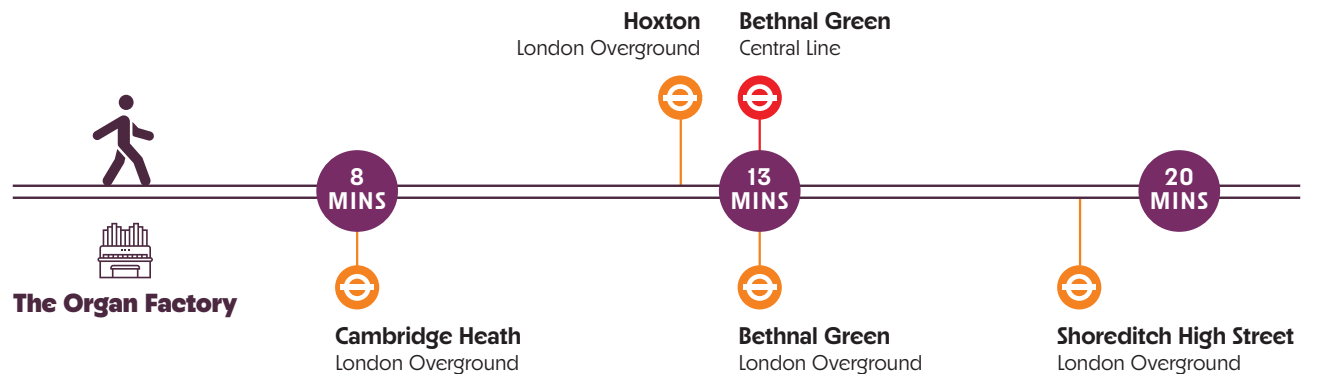 Hoxton
London Overground
Bethnal Green
Central Line
8
MINS
13
MINS
20
MINS
The Organ Factory
Cambridge Heath
London Overground
Bethnal Green
London Overground
Shoreditch High Street
London Overground